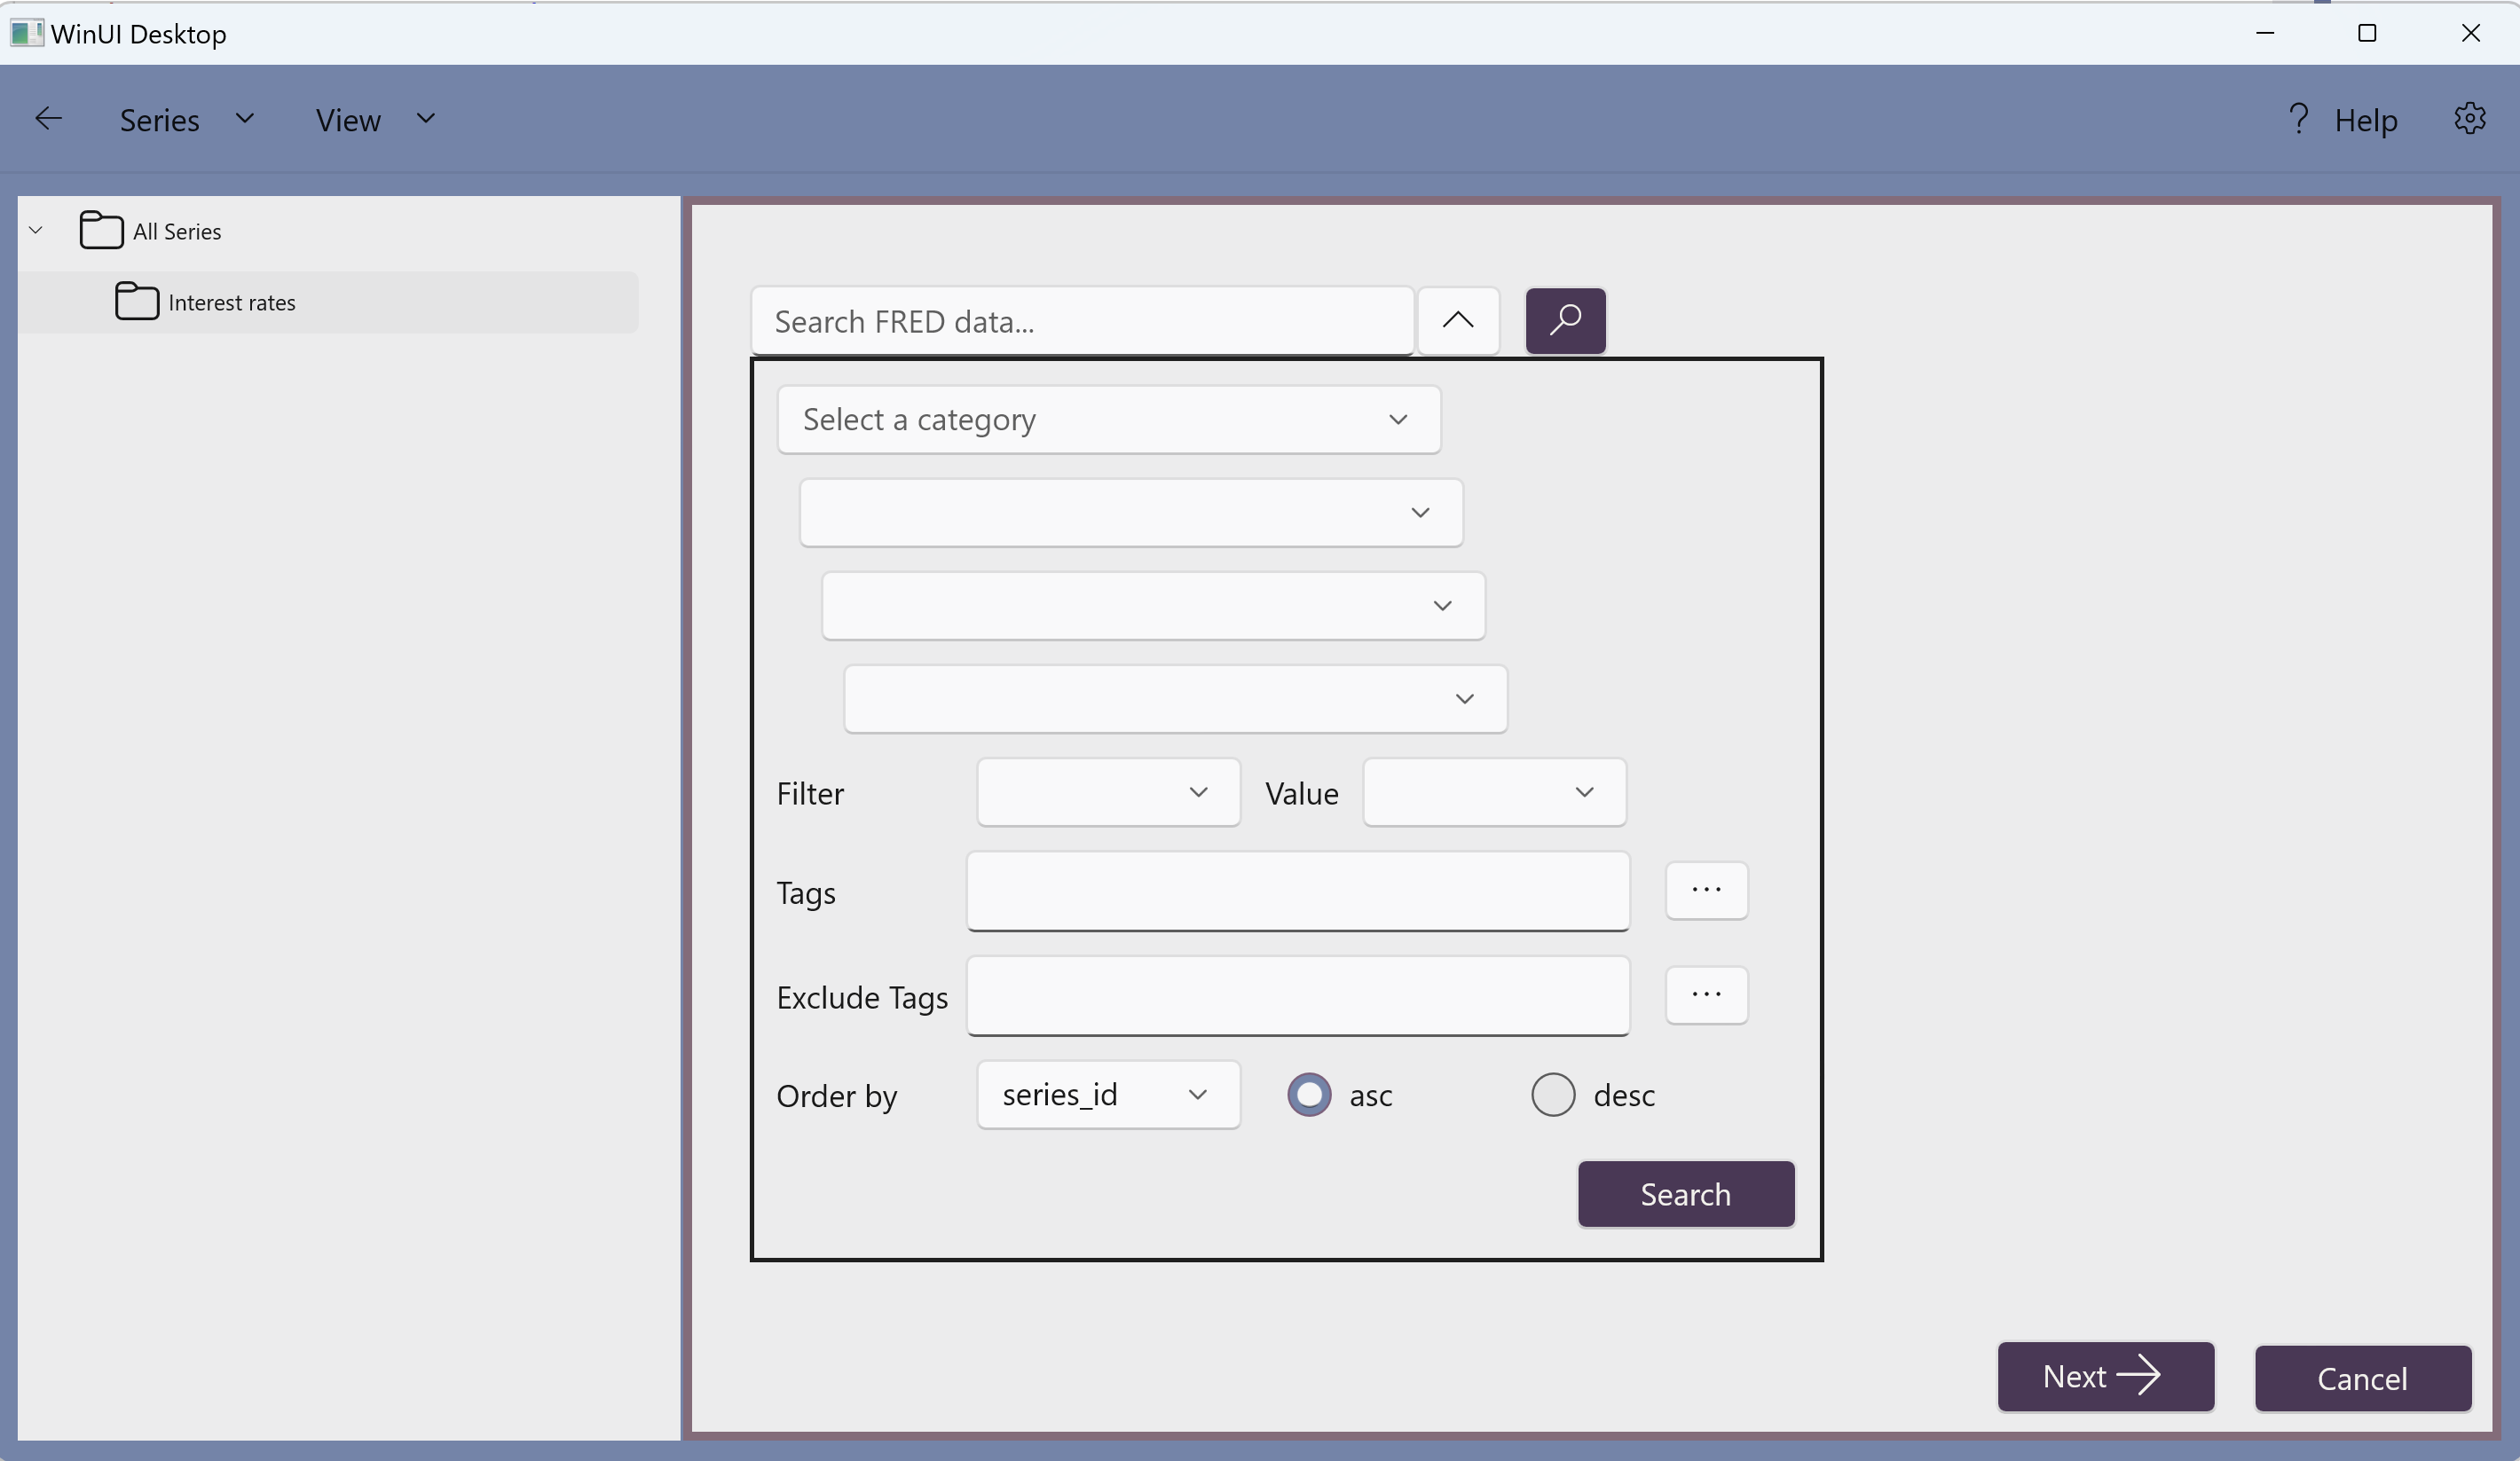 WinUI Desktop
Series View ? Help
All Series
Interest rates
Search FRED data...
Select a category
Filter Value
Tags ...
Exclude Tags ...
Order by series_id asc desc
Search
Next Cancel